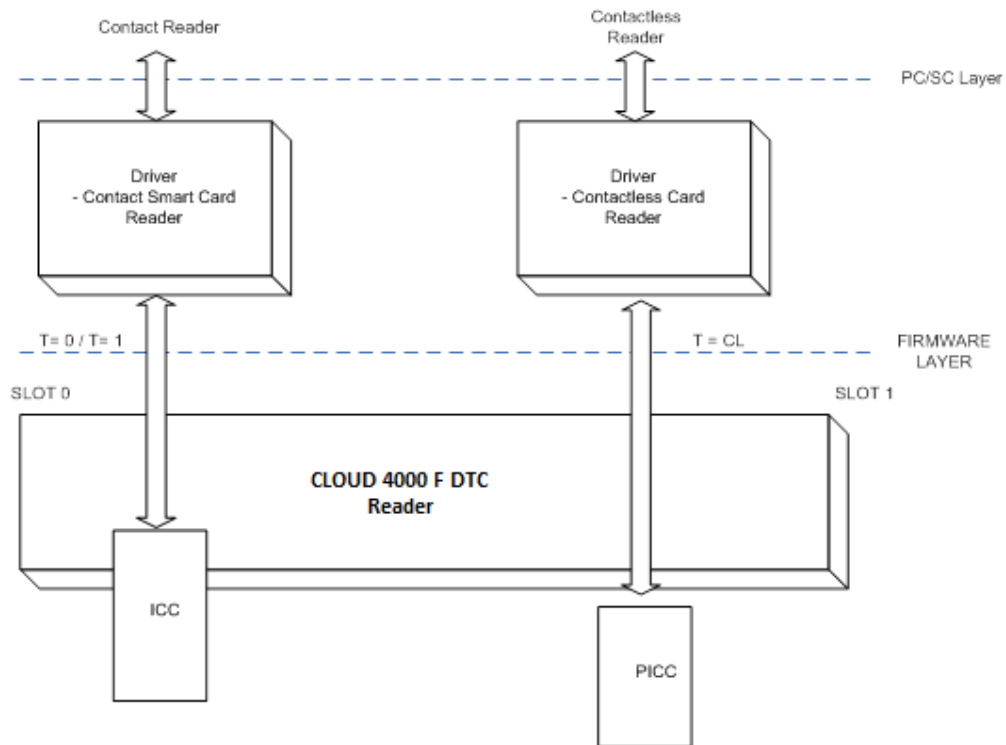 Contact Reader
Contactless
Reader
PC/SC Layer
Driver
- Contact Smart Card
Reader
Driver
- Contactless Card
Reader
T= 0 / T= 1
T = CL
FIRMWARE
LAYER
SLOT 0
SLOT 1
CLOUD 4000 F DTC
Reader
ICC
PICC